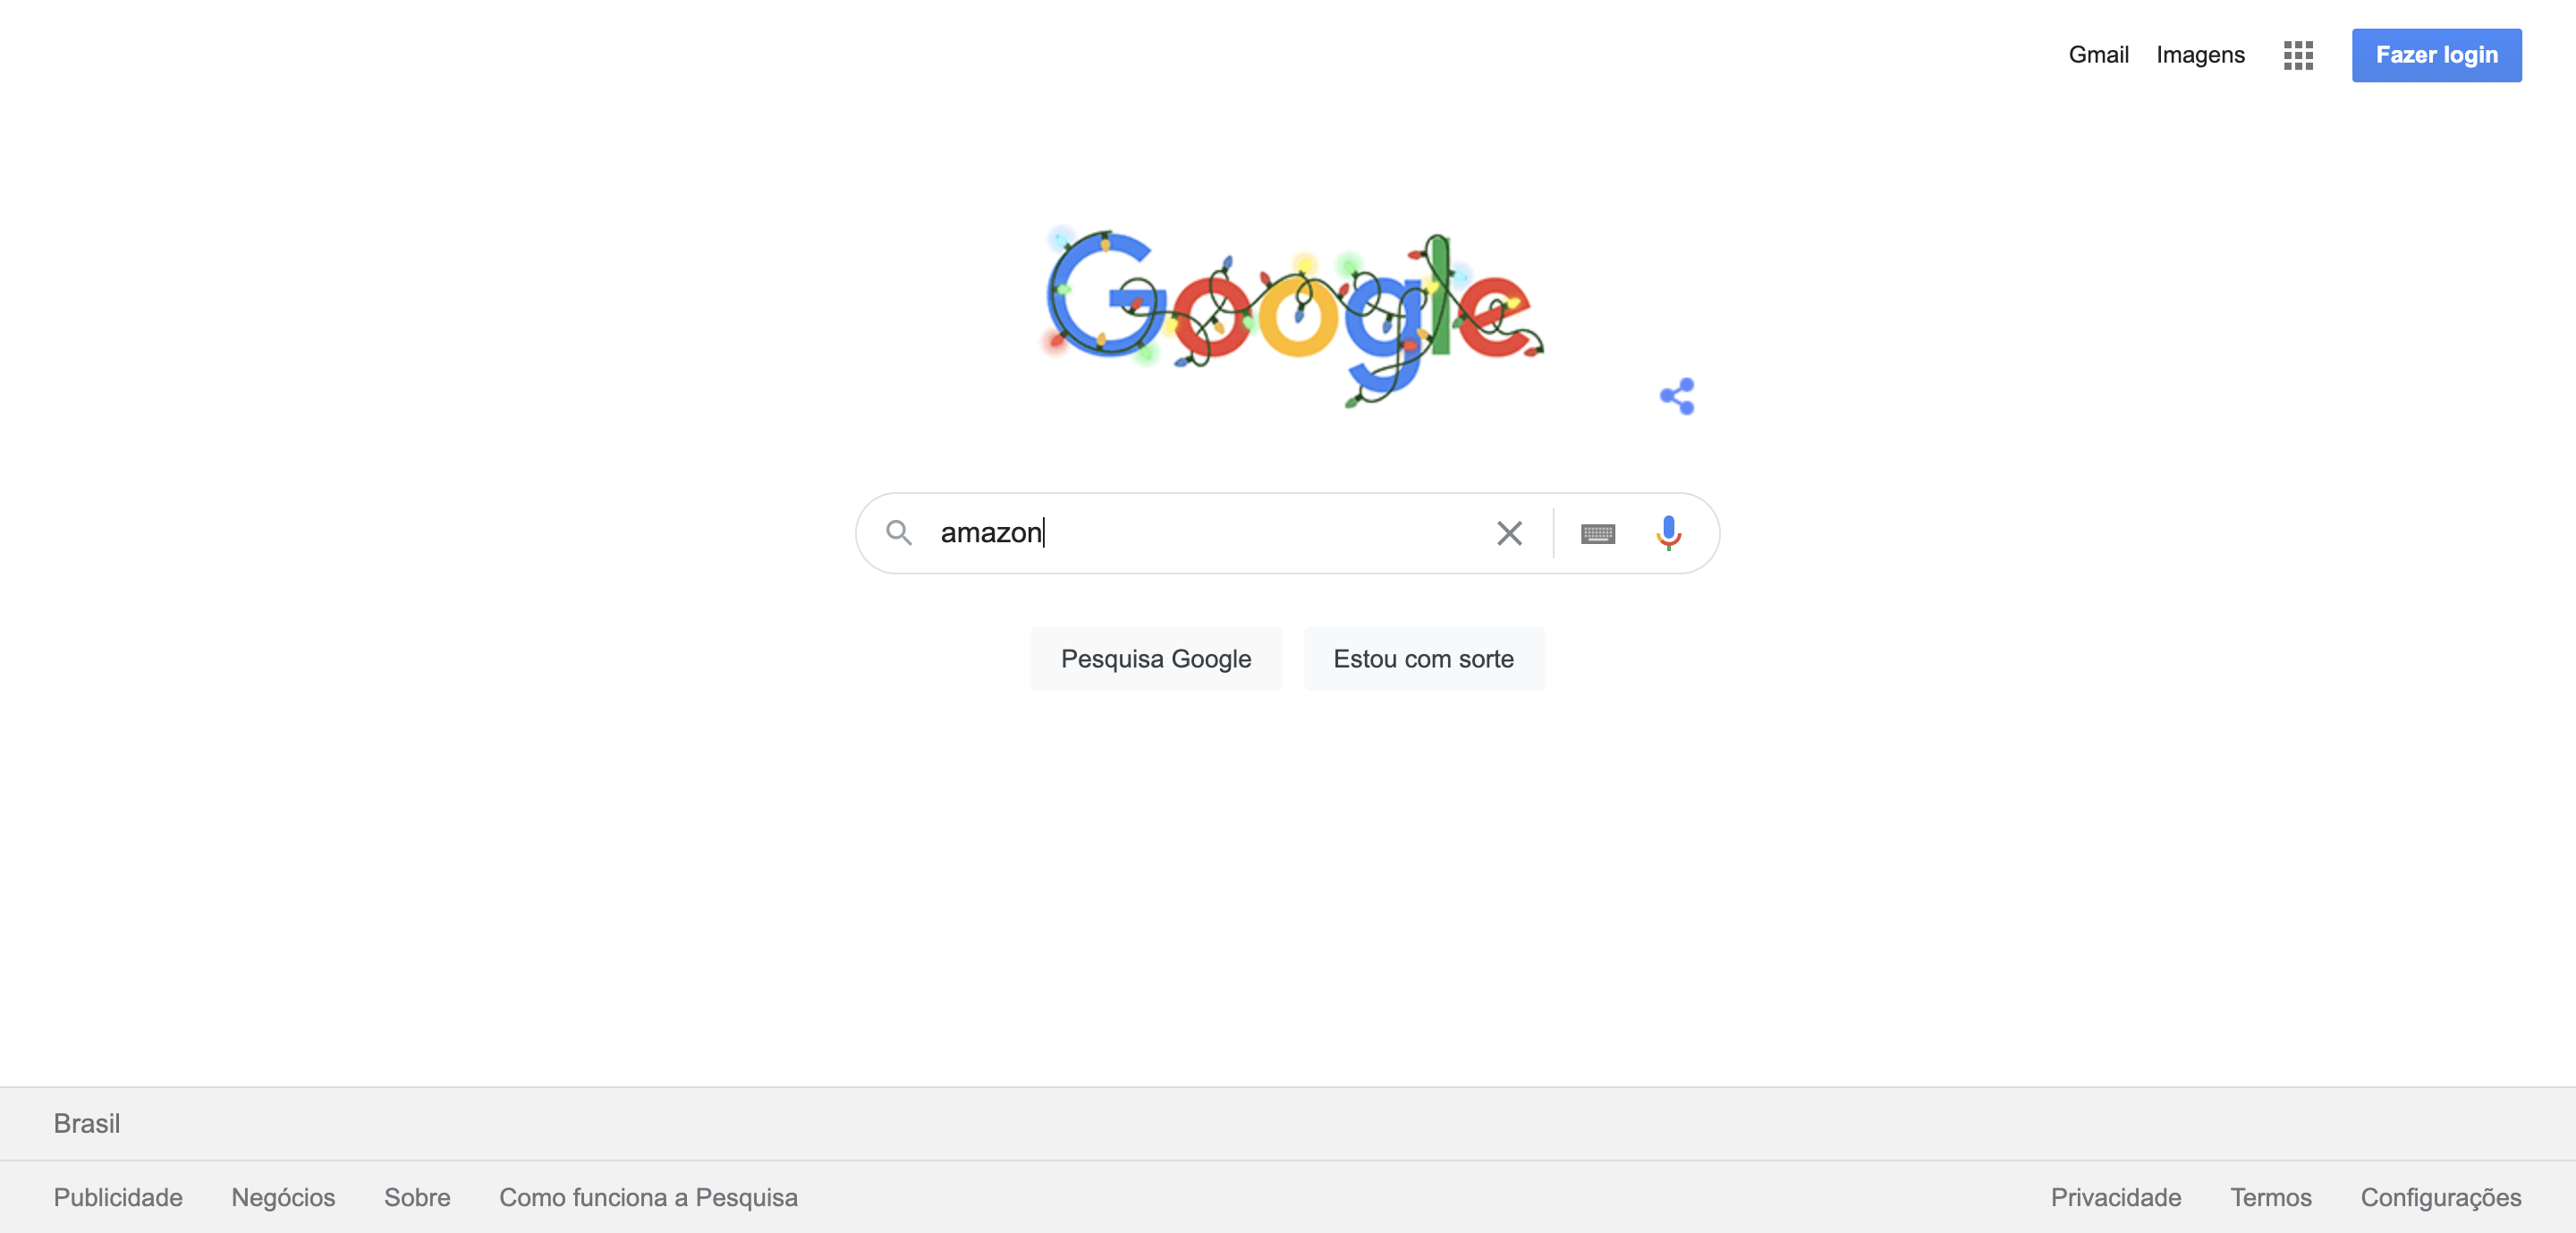 Gmail Imagens Fazer login
Google
amazon
Pesquisa Google Estou com sorte
Brasil
Publicidade Negócios Sobre Como funciona a Pesquisa Privacidade Termos Configurações